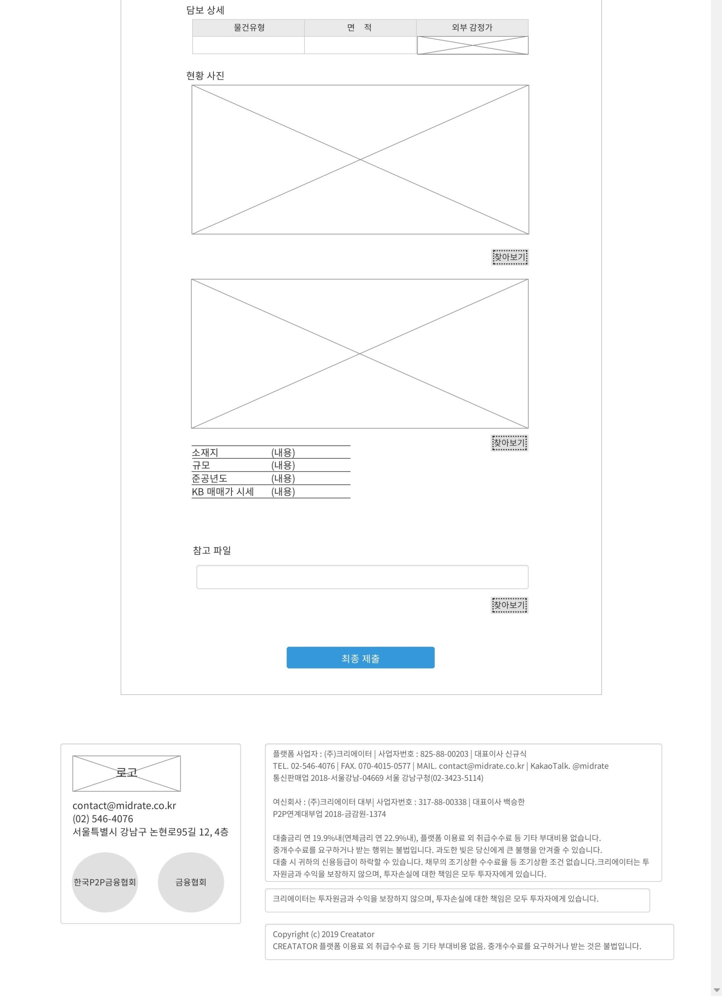 담보 상세
물건유형 면 적 외부 감정가
현황 사진
찾아보기
찾아보기
소재지 (내용)
규모 (내용)
준공년도 (내용)
KB 매매가 시세 (내용)
참고 파일
찾아보기
최종 제출
로고
contact@midrate.co.kr
(02) 546-4076
서울특별시 강남구 논현로95길 12, 4층
한국P2P금융협회
금융협회
플랫폼 사업자 : (주)크리에이터 | 사업자번호 : 825-88-00203 | 대표이사 신규식
TEL. 02-546-4076 | FAX. 070-4015-0577 | MAIL. contact@midrate.co.kr | KakaoTalk. @midrate
통신판매업 2018-서울강남-04669 서울 강남구청(02-3423-5114)
여신회사 : (주)크리에이터 대부| 사업자번호 : 317-88-00338 | 대표이사 백승한
P2P연계대부업 2018-금감원-1374
대출금리 연 19.9%내(연체금리 연 22.9%내), 플랫폼 이용료 외 취급수수료 등 기타 부대비용 없습니다.
중개수수료를 요구하거나 받는 행위는 불법입니다. 과도한 빚은 당신에게 큰 불행을 안겨줄 수 있습니다.
대출 시 귀하의 신용등급이 하락할 수 있습니다. 채무의 조기상환 수수료율 등 조기상환 조건 없습니다.크리에이터는 투
자원금과 수익을 보장하지 않으며, 투자손실에 대한 책임은 모두 투자자에게 있습니다.
크리에이터는 투자원금과 수익을 보장하지 않으며, 투자손실에 대한 책임은 모두 투자자에게 있습니다.
Copyright (c) 2019 Creatator
CREATATOR 플랫폼 이용료 외 취급수수료 등 기타 부대비용 없음. 중개수수료를 요구하거나 받는 것은 불법입니다.